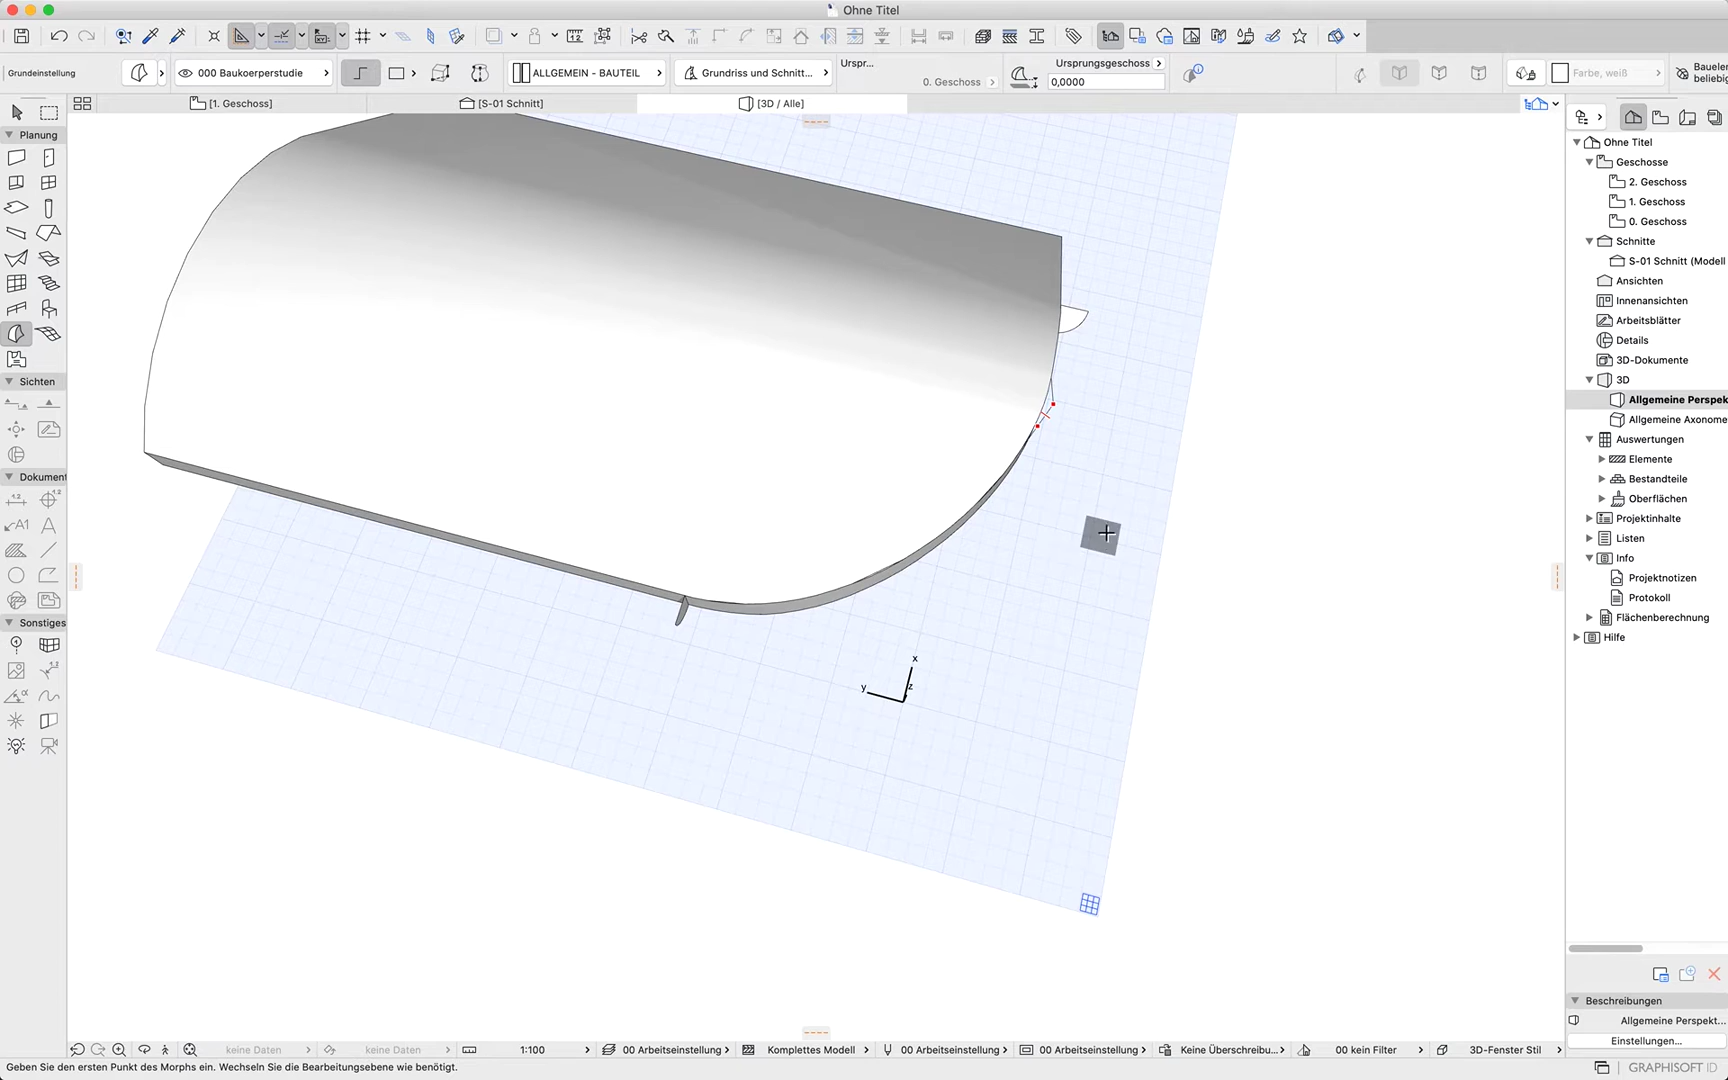 Ohne Titel
Grundeinstellung
000 Baukoerperstudie
ALLGEMEIN - BAUTEIL
Grundriss und Schnitt...
Urspr...
0. Geschoss
Ursprungsgeschoss
0,0000
Farbe, weiß
Bauele
beliebig
[1. Geschoss]
[S-01 Schnitt]
[3D / Alle]
Planung
Sichten
Dokument
A1
A
Sonstiges
x
y
z
Ohne Titel
Geschosse
2. Geschoss
1. Geschoss
0. Geschoss
Schnitte
S-01 Schnitt (Modell
Ansichten
Innenansichten
Arbeitsblätter
Details
3D-Dokumente
3D
Allgemeine Perspek
Allgemeine Axonome
Auswertungen
Elemente
Bestandteile
Oberflächen
Projektinhalte
Listen
Info
Projektnotizen
Protokoll
Flächenberechnung
Hilfe
Beschreibungen
Allgemeine Perspekt...
Einstellungen...
keine Daten
keine Daten
1:100
00 Arbeitseinstellung
Komplettes Modell
00 Arbeitseinstellung
00 Arbeitseinstellung
Keine Überschreibu...
00 kein Filter
3D-Fenster Stil
Geben Sie den ersten Punkt des Morphs ein. Wechseln Sie die Bearbeitungsebene wie benötigt.
GRAPHISOFT ID